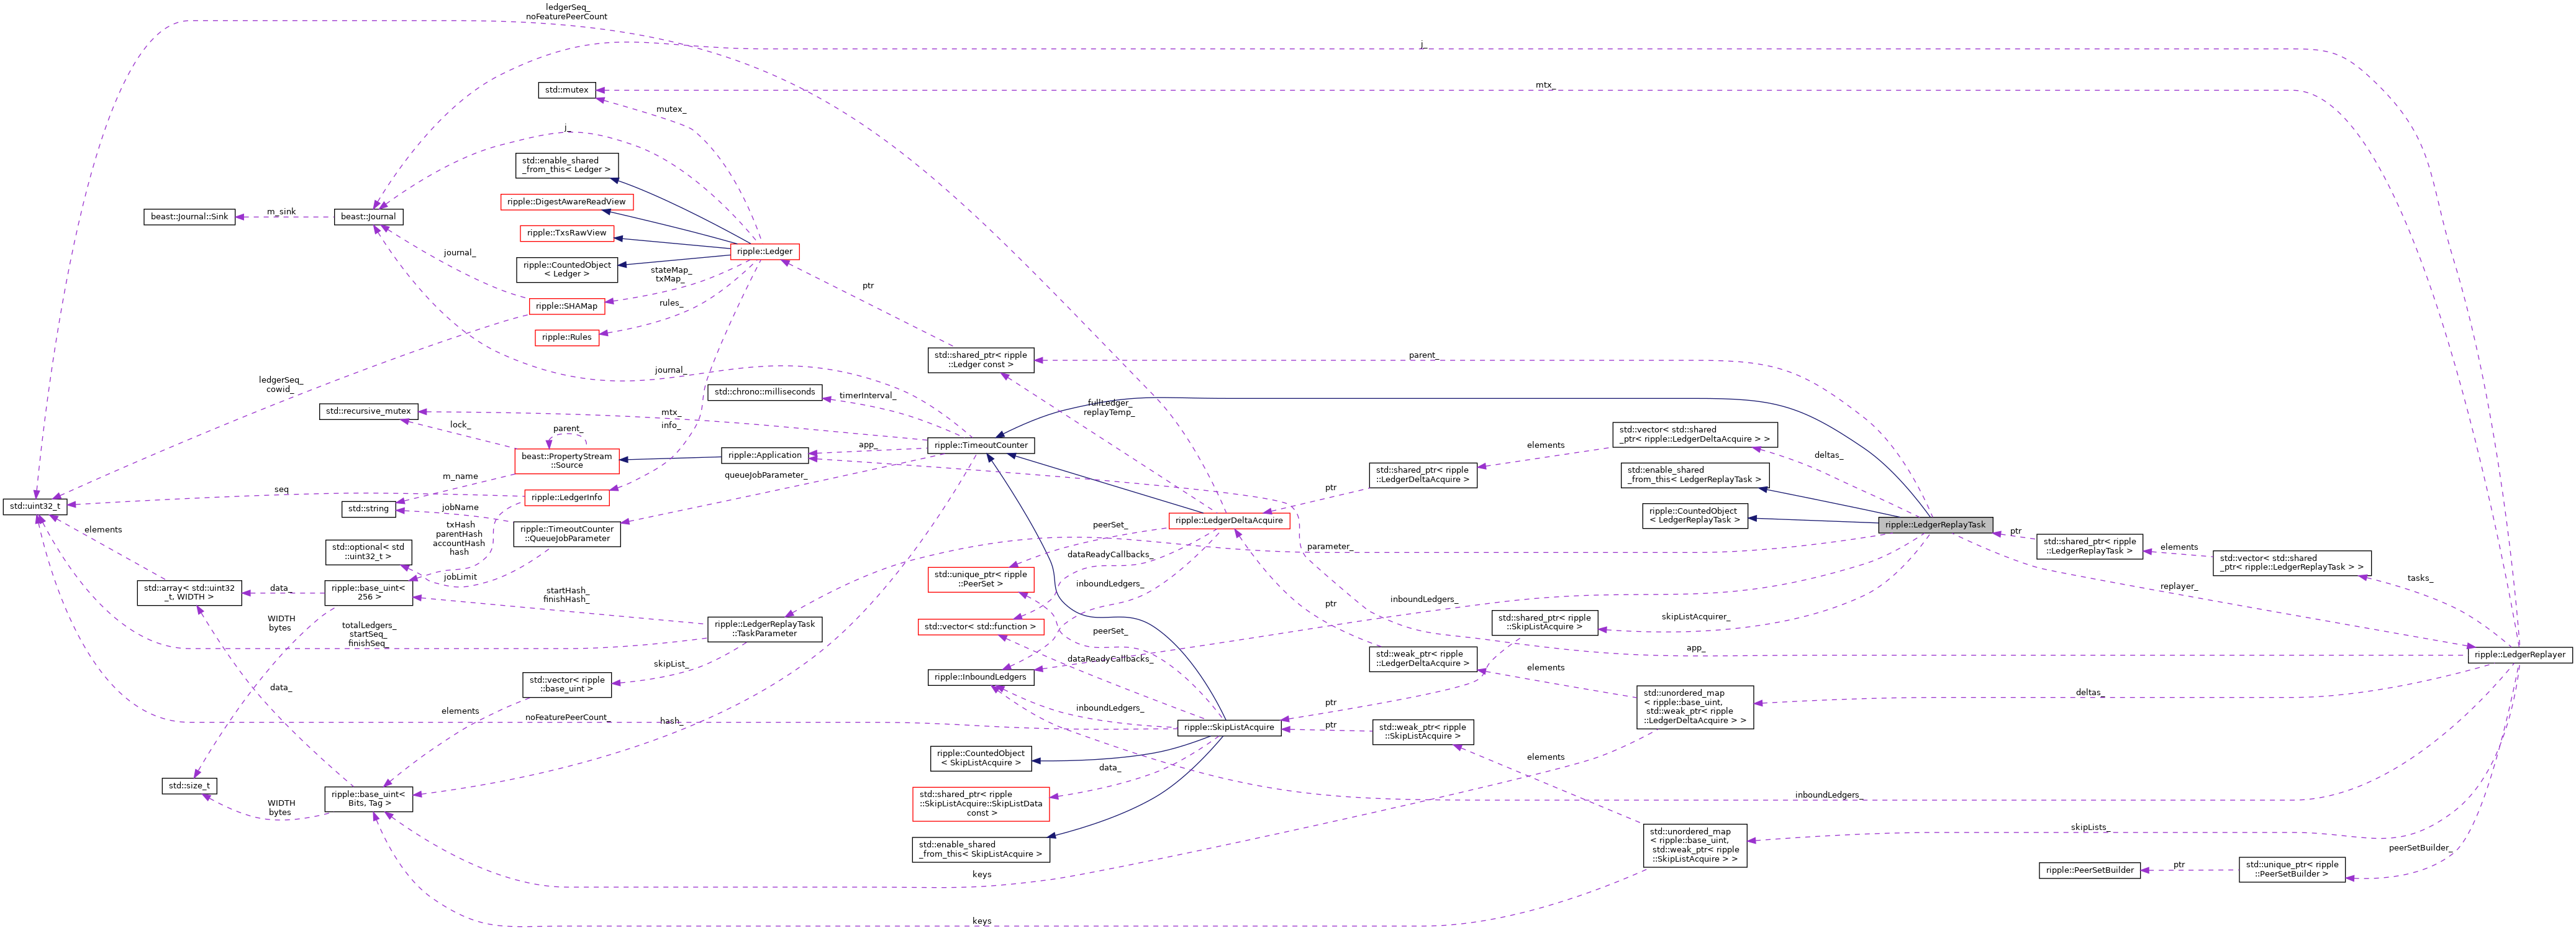 ledgerSeq_
noFeaturePeerCount
j_
mtx_
std::mutex
mutex_
j_
std::enable_shared
_from_this< Ledger >
ripple::DigestAwareReadView
beast::Journal::Sink
m_sink
beast::Journal
ripple::TxsRawView
ripple::Ledger
journal_
ripple::CountedObject
< Ledger >
stateMap_
txMap_
ptr
ripple::SHAMap
rules_
ripple::Rules
std::shared_ptr< ripple
::Ledger const >
parent_
journal_
ledgerSeq_
cowid_
std::chrono::milliseconds
timerInterval_
fullLedger_
replayTemp_
std::recursive_mutex
mtx_
info_
lock_
parent_
ripple::TimeoutCounter
app_
ripple::Application
beast::PropertyStream
::Source
std::vector< std::shared
_ptr< ripple::LedgerDeltaAcquire > >
elements
deltas_
std::shared_ptr< ripple
::LedgerDeltaAcquire >
std::enable_shared
_from_this< LedgerReplayTask >
m_name
queueJobParameter_
ptr
seq
ripple::LedgerInfo
std::uint32_t
std::string
jobName
ripple::CountedObject
< LedgerReplayTask >
ripple::LedgerDeltaAcquire
ripple::LedgerReplayTask
elements
txHash
parentHash
accountHash
hash
ripple::TimeoutCounter
::QueueJobParameter
peerSet_
ptr
std::shared_ptr< ripple
::LedgerReplayTask >
elements
std::vector< std::shared
_ptr< ripple::LedgerReplayTask > >
std::optional< std
::uint32_t >
dataReadyCallbacks_
parameter_
jobLimit
std::unique_ptr< ripple
::PeerSet >
inboundLedgers_
tasks_
replayer_
std::array< std::uint32
_t, WIDTH >
data_
ripple::base_uint<
256 >
startHash_
finishHash_
inboundLedgers_
ptr
WIDTH
bytes
totalLedgers_
startSeq_
finishSeq_
ripple::LedgerReplayTask
::TaskParameter
std::vector< std::function >
peerSet_
std::shared_ptr< ripple
::SkipListAcquire >
skipListAcquirer_
app_
ripple::LedgerReplayer
skipList_
dataReadyCallbacks_
std::weak_ptr< ripple
::LedgerDeltaAcquire >
elements
ripple::InboundLedgers
std::vector< ripple
::base_uint >
data_
elements
noFeaturePeerCount_
hash_
inboundLedgers_
ptr
std::unordered_map
< ripple::base_uint,
std::weak_ptr< ripple
::LedgerDeltaAcquire > >
deltas_
ripple::SkipListAcquire
ptr
std::weak_ptr< ripple
::SkipListAcquire >
ripple::CountedObject
< SkipListAcquire >
elements
data_
std::size_t
WIDTH
bytes
ripple::base_uint<
Bits, Tag >
std::shared_ptr< ripple
::SkipListAcquire::SkipListData
const >
inboundLedgers_
skipLists_
std::unordered_map
< ripple::base_uint,
std::weak_ptr< ripple
::SkipListAcquire > >
std::enable_shared
_from_this< SkipListAcquire >
peerSetBuilder_
keys
ripple::PeerSetBuilder
ptr
std::unique_ptr< ripple
::PeerSetBuilder >
keys